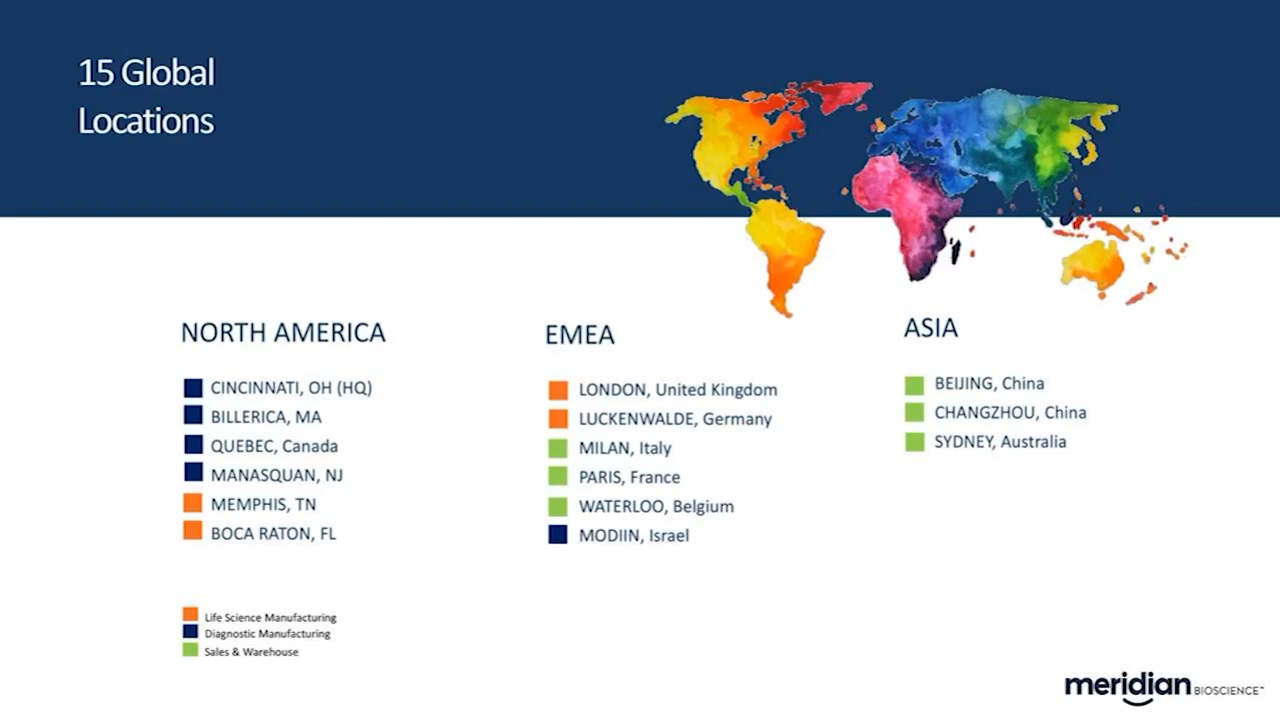 15 Global
Locations
NORTH AMERICA
CINCINNATI, OH (HQ)
BILLERICA, MA
QUEBEC, Canada
MANASQUAN, NJ
MEMPHIS, TN
BOCA RATON, FL
EMEA
LONDON, United Kingdom
LUCKENWALDE, Germany
MILAN, Italy
PARIS, France
WATERLOO, Belgium
MODIIN, Israel
ASIA
BEIJING, China
CHANGZHOU, China
SYDNEY, Australia
Life Science Manufacturing
Diagnostic Manufacturing
Sales & Warehouse
meridian BIOSCIENCE™